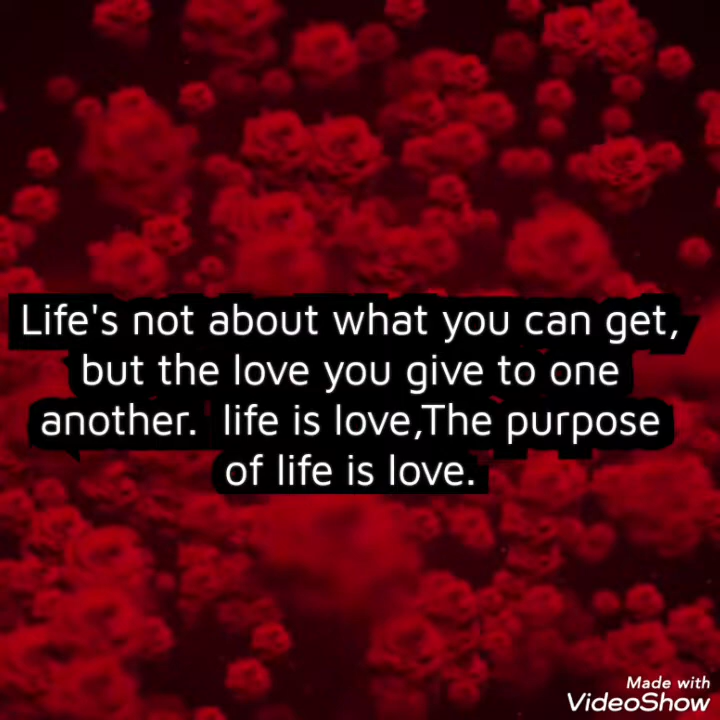 Life's not about what you can get,
but the love you give to one
another.  life is love,The purpose
of life is love.
Made with
VideoShow